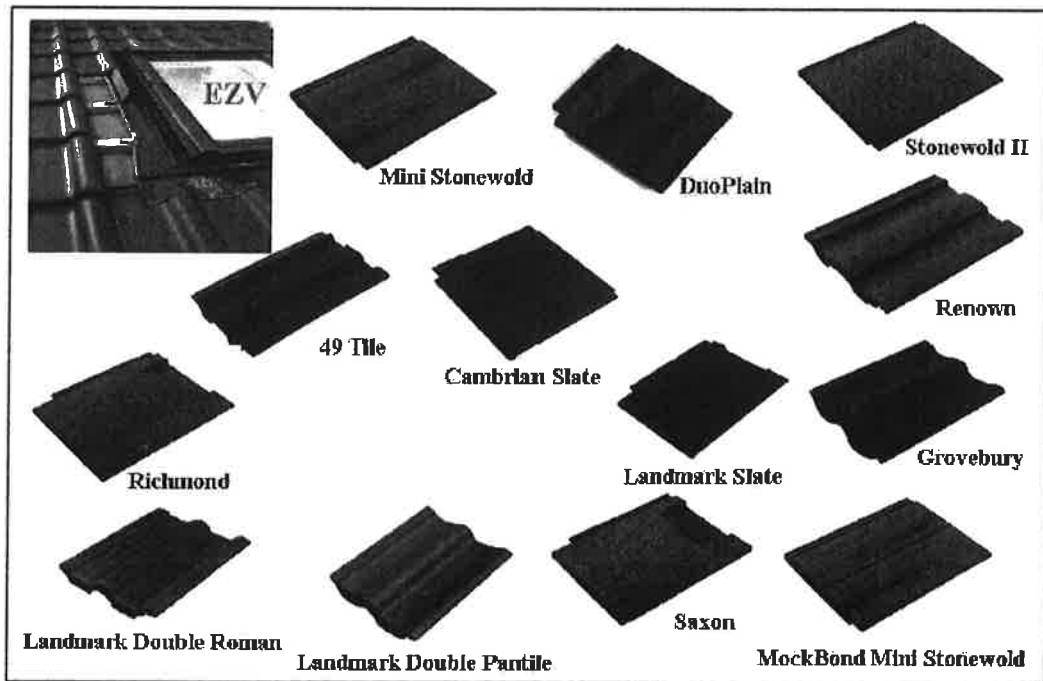 EZV
Mini Stonewold
DuoPlain
Stonewold II
49 Tile
Cambrian Slate
Renown
Richmond
Landmark Slate
Grovebury
Landmark Double Roman
Landmark Double Pantile
Saxon
MockBond Mini Stonewold